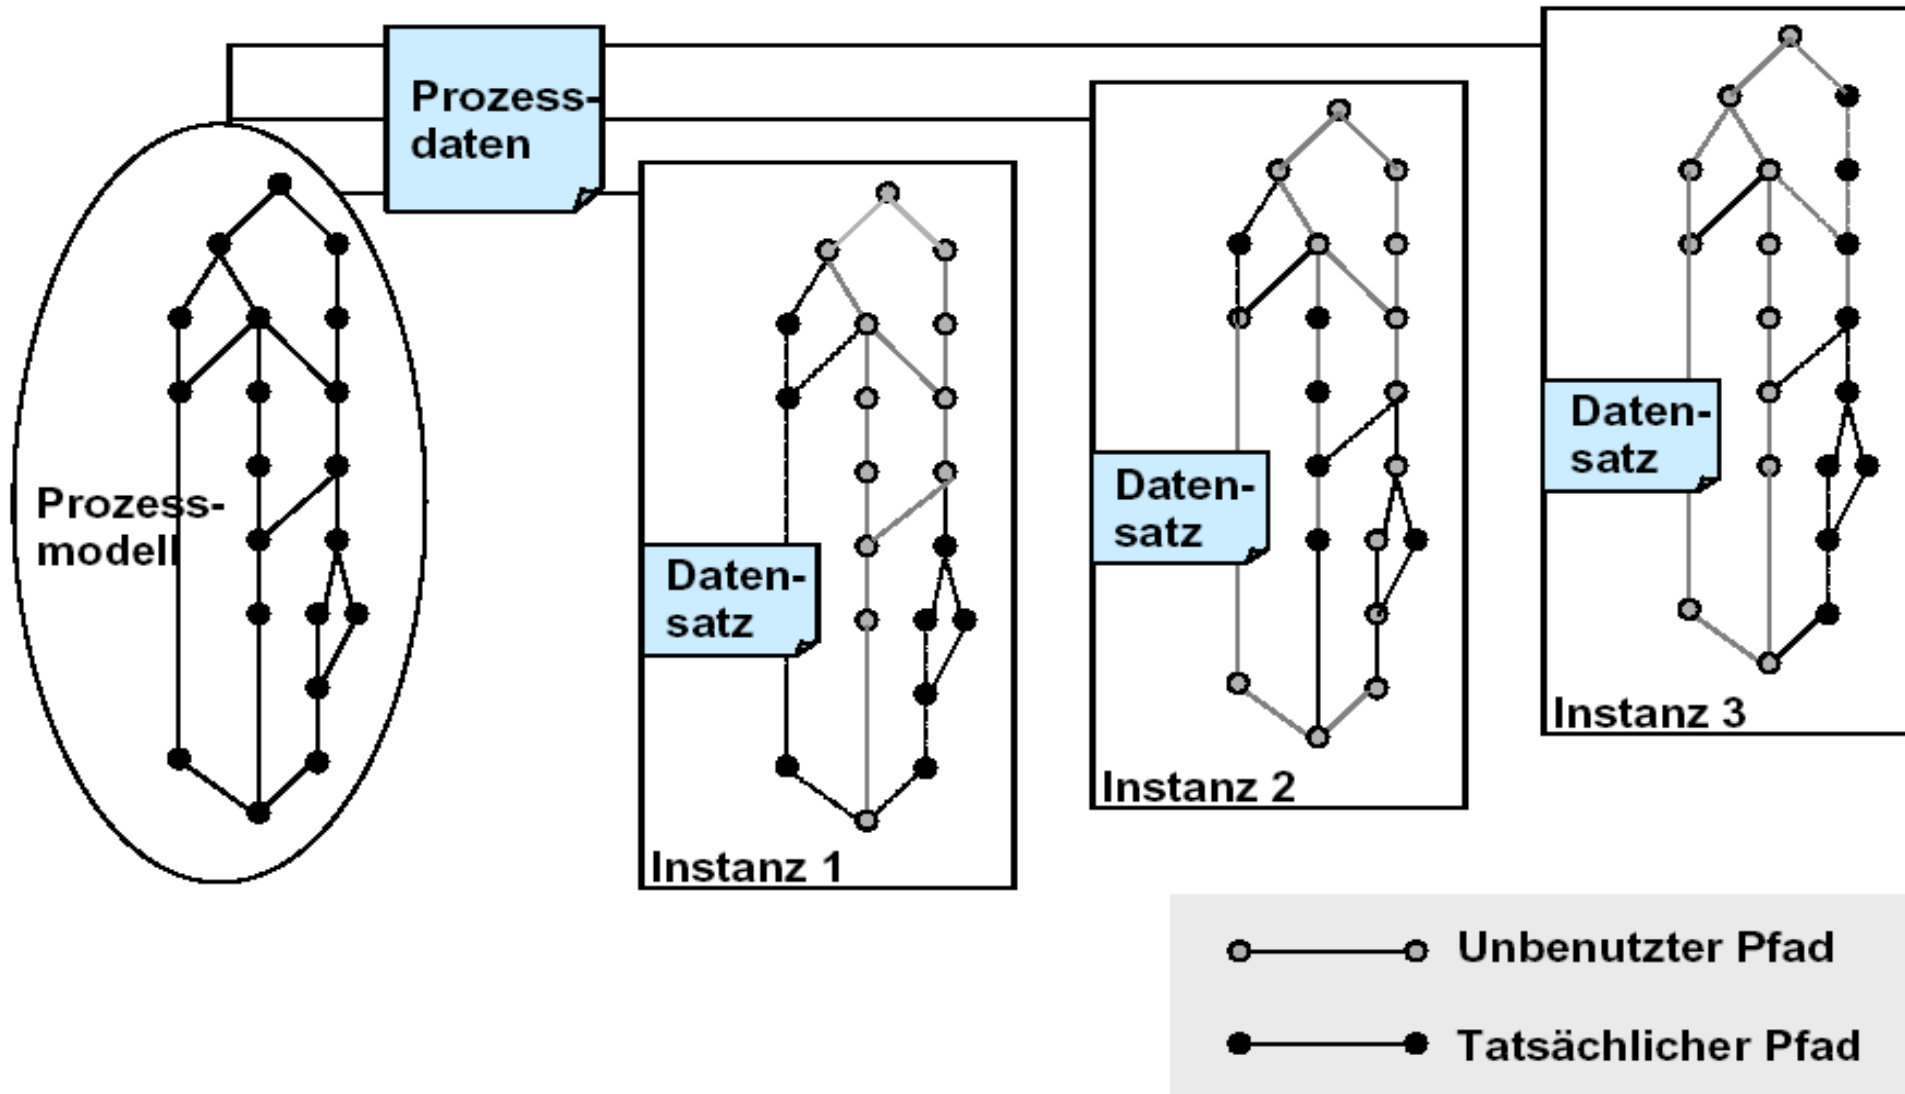 Prozess-
daten
Prozess-
modell
Daten-
satz
Instanz 1
Daten-
satz
Instanz 2
Daten-
satz
Instanz 3
Unbenutzter Pfad
Tatsächlicher Pfad